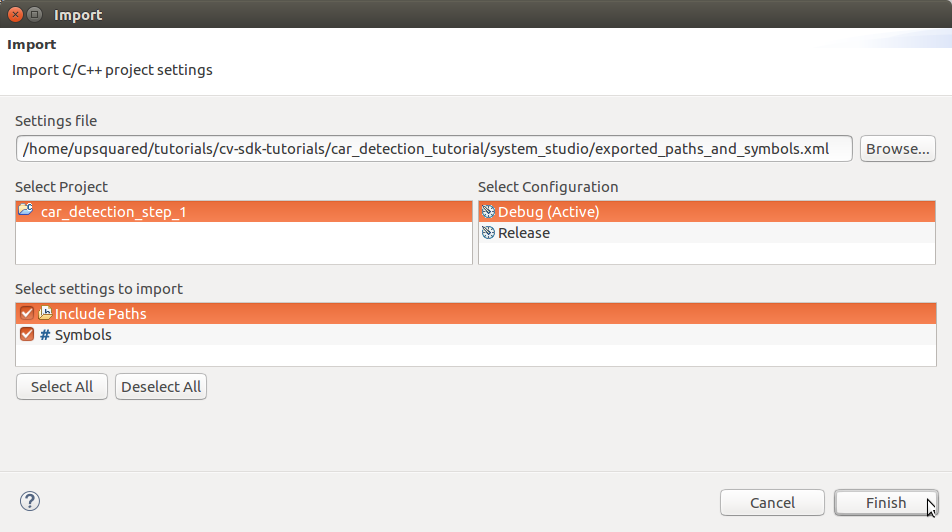 Import
Import
Import C/C++ project settings
Settings file
/home/upsquared/tutorials/cv-sdk-tutorials/car_detection_tutorial/system_studio/exported_paths_and_symbols.xml Browse...
Select Project Select Configuration
car_detection_step_1 Debug (Active)
Release
Select settings to import
Include Paths
# Symbols
Select All Deselect All
? Cancel Finish